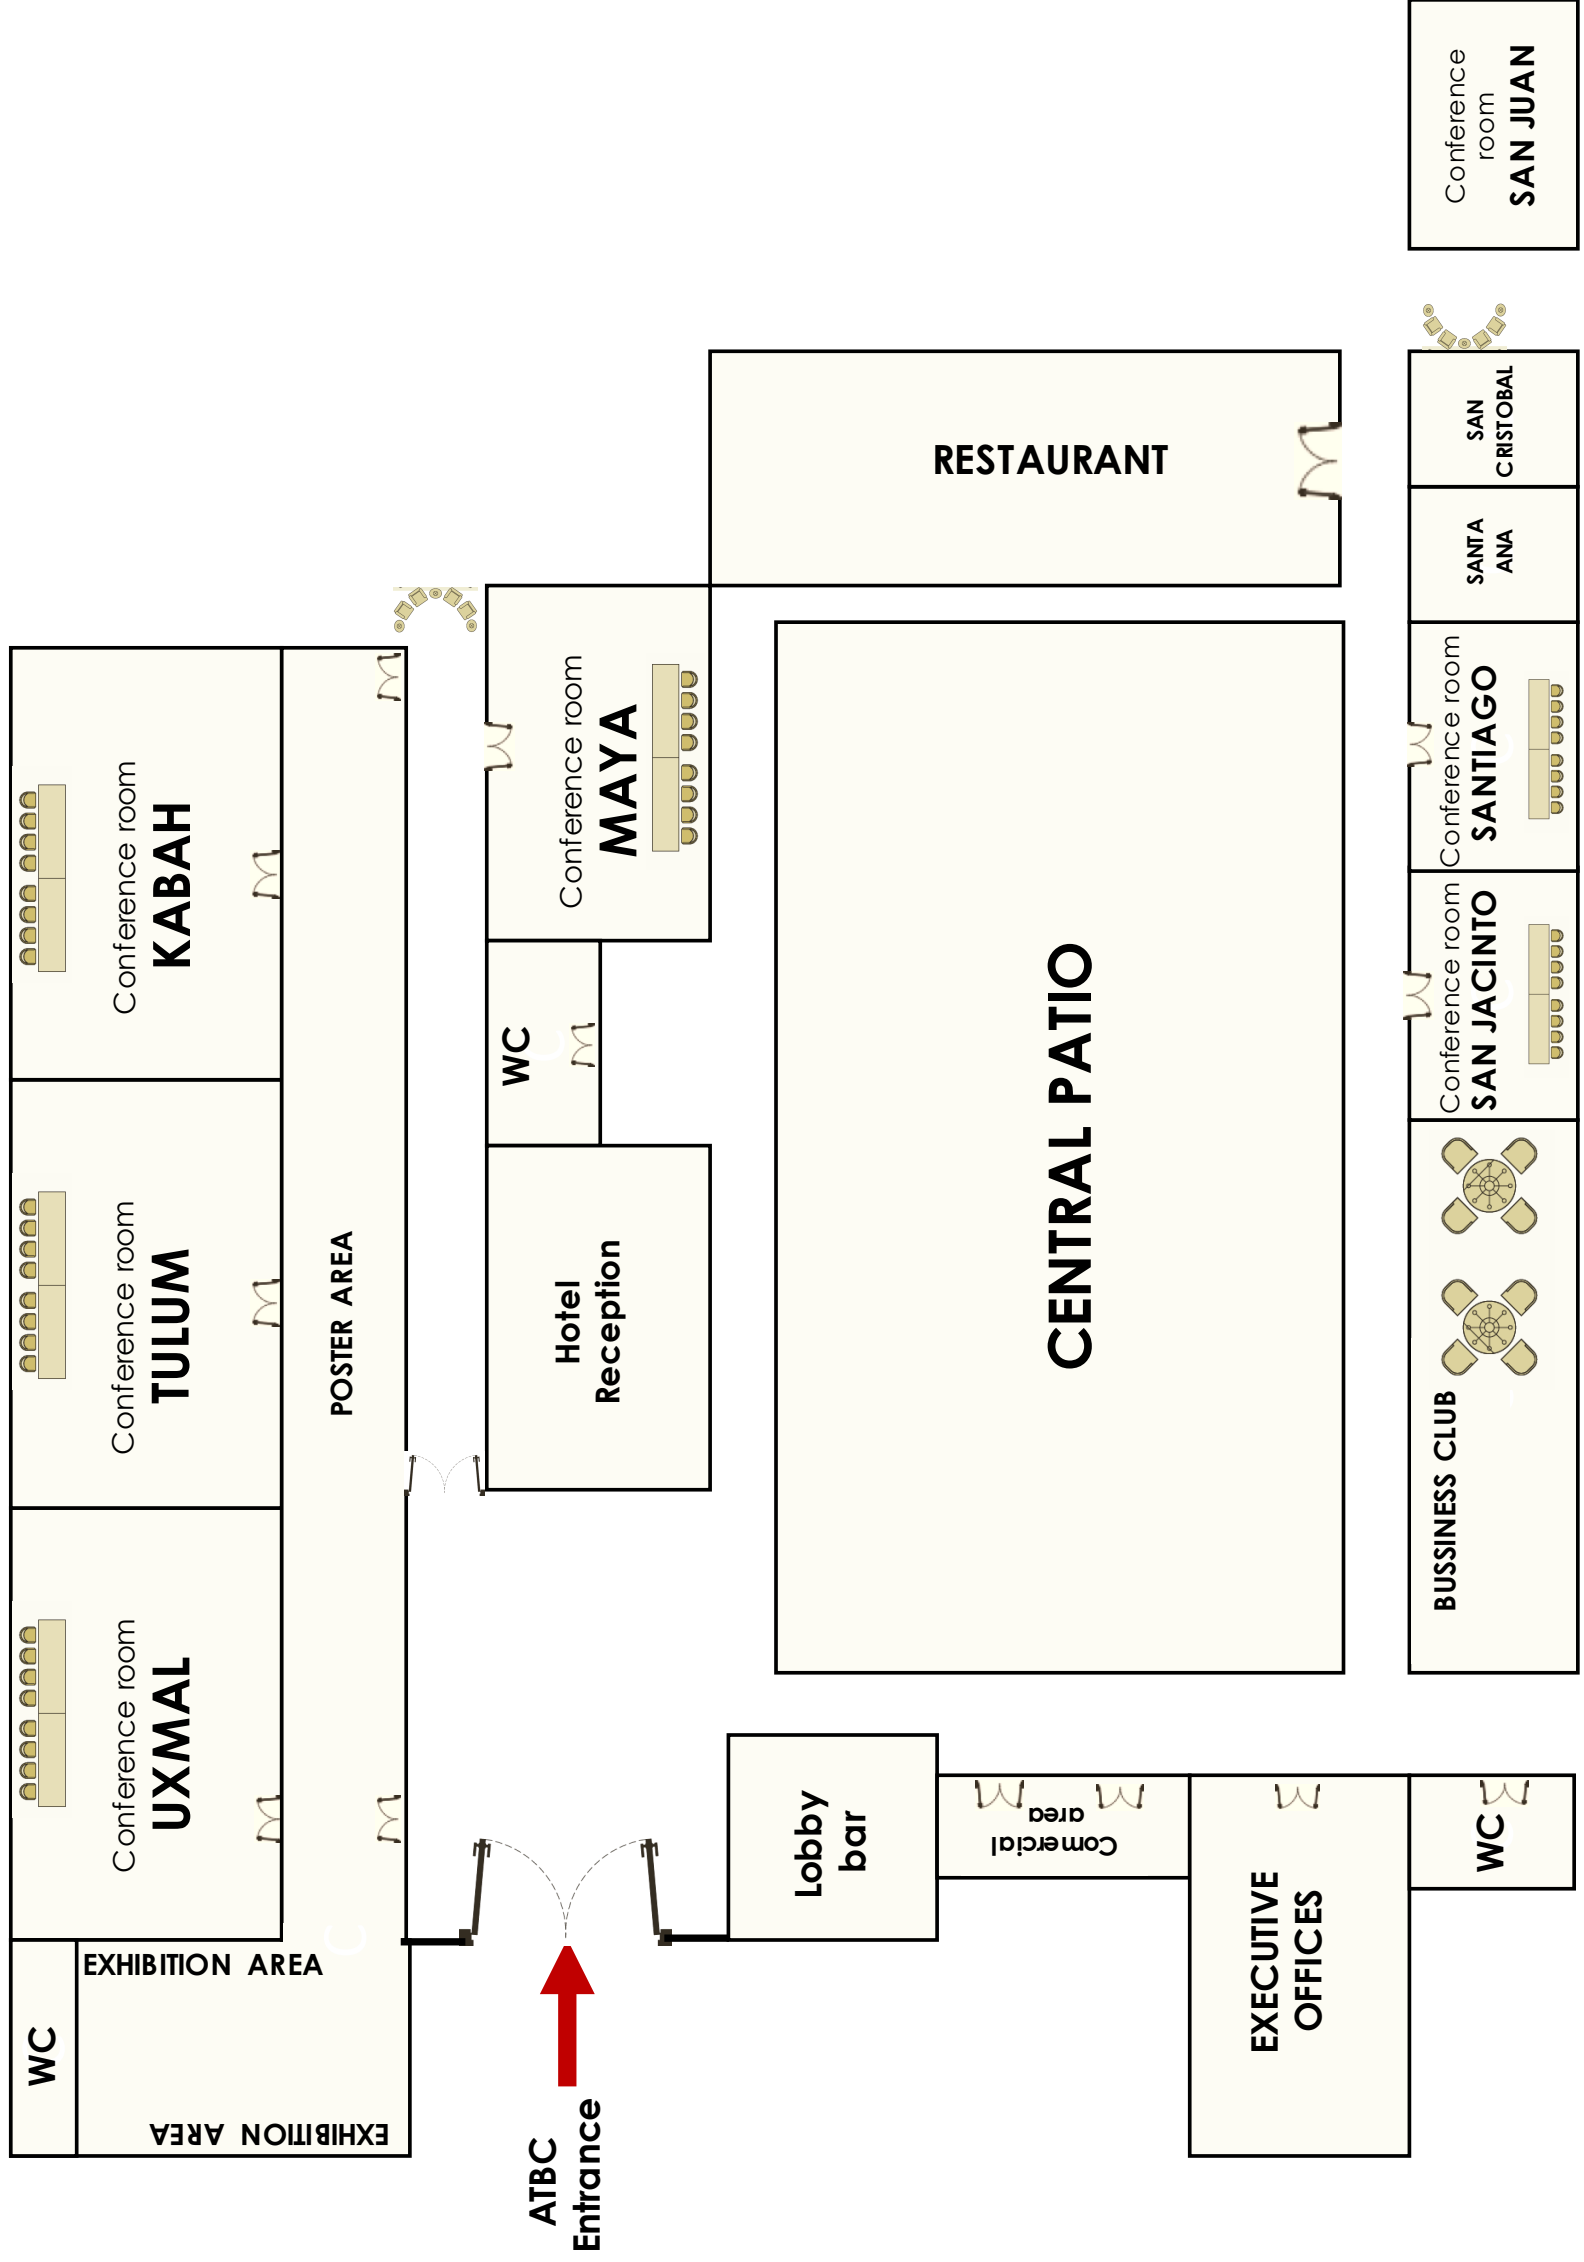 Conference
room
SAN JUAN
SAN
CRISTOBAL
RESTAURANT
SANTA
ANA
Conference room
KABAH
Conference room
MAYA
Conference room
SANTIAGO
Conference room
SAN JACINTO
WC
CENTRAL PATIO
Conference room
TULUM
POSTER AREA
Hotel
Reception
BUSSINESS CLUB
Conference room
UXMAL
Lobby
bar
Comercial
area
WC
EXECUTIVE
OFFICES
EXHIBITION AREA
WC
EXHIBITION AREA
ATBC
Entrance